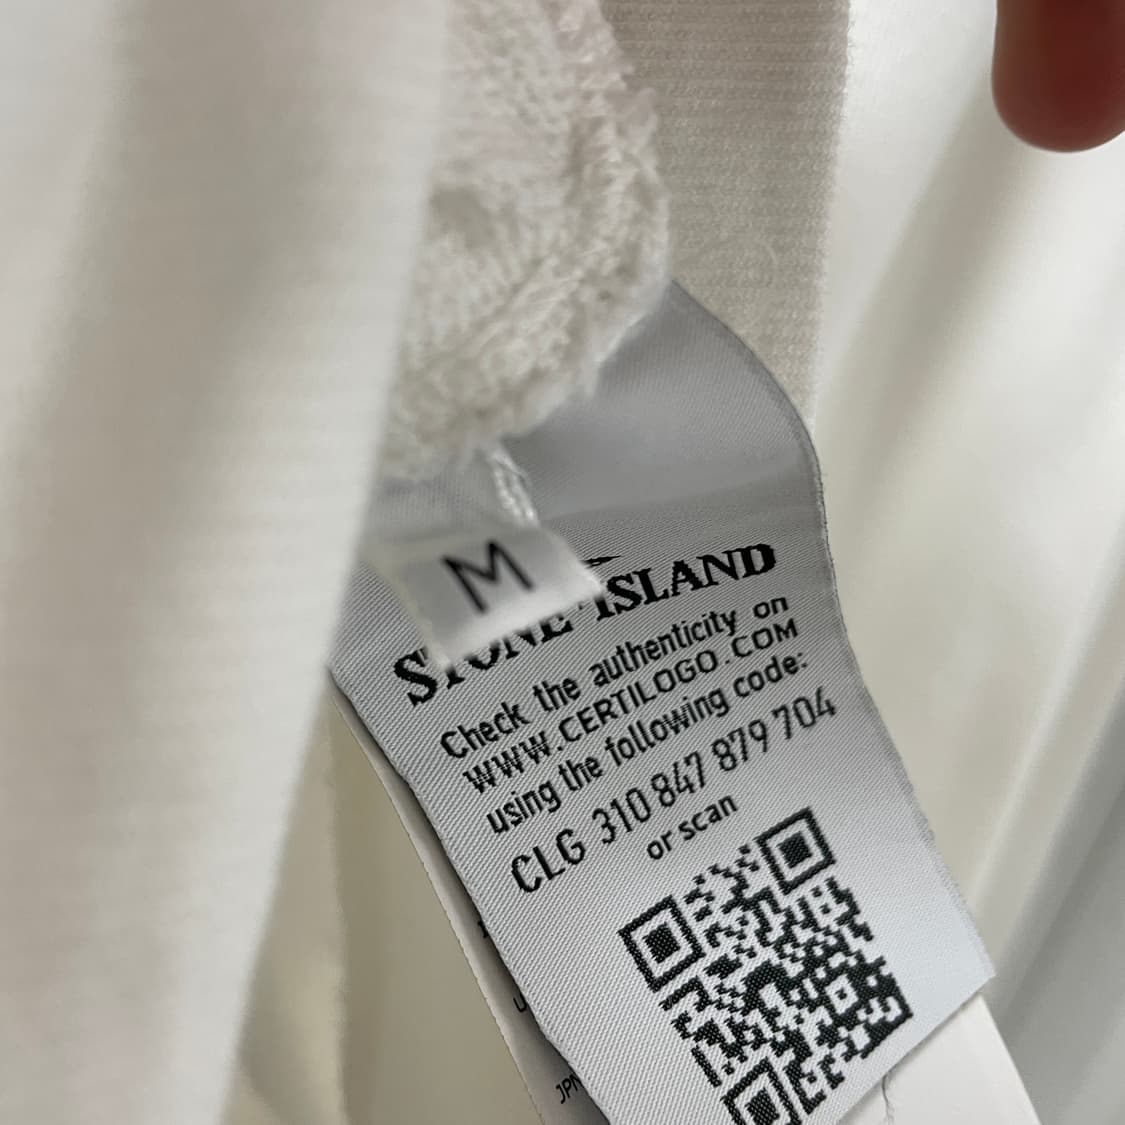 M
STONE ISLAND
Check the authenticity on
WWW.CERTILOGO.COM
using the following code:
CLG 310 847 879 704
or scan